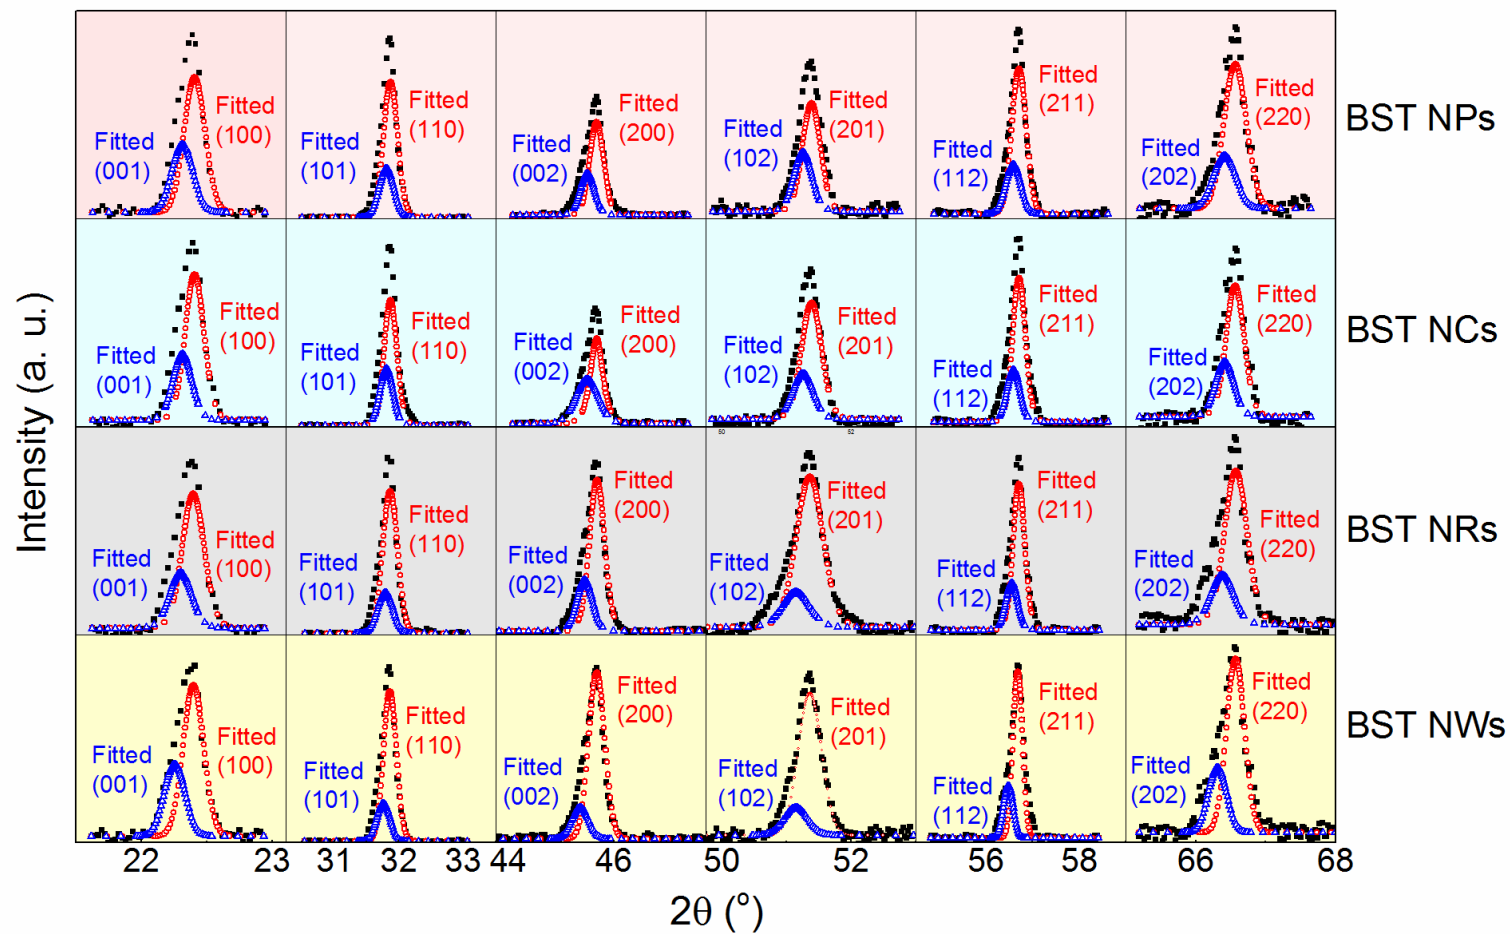 Fitted
(100)
Fitted
(001)
Fitted
(110)
Fitted
(101)
Fitted
(200)
Fitted
(002)
Fitted
(201)
Fitted
(102)
Fitted
(211)
Fitted
(112)
Fitted
(220)
Fitted
(202)
BST NPs
Fitted
(100)
Fitted
(001)
Fitted
(110)
Fitted
(101)
Fitted
(200)
Fitted
(002)
Fitted
(201)
Fitted
(102)
Fitted
(211)
Fitted
(112)
Fitted
(220)
Fitted
(202)
BST NCs
50 52
Fitted
(100)
Fitted
(001)
Fitted
(110)
Fitted
(101)
Fitted
(200)
Fitted
(002)
Fitted
(201)
Fitted
(102)
Fitted
(211)
Fitted
(112)
Fitted
(220)
Fitted
(202)
BST NRs
Fitted
(100)
Fitted
(001)
Fitted
(110)
Fitted
(101)
Fitted
(200)
Fitted
(002)
Fitted
(201)
Fitted
(102)
Fitted
(211)
Fitted
(112)
Fitted
(220)
Fitted
(202)
BST NWs
Intensity (a. u.)
22 23 31 32 33 44 46 50 52 56 58 66 68
2θ (°)